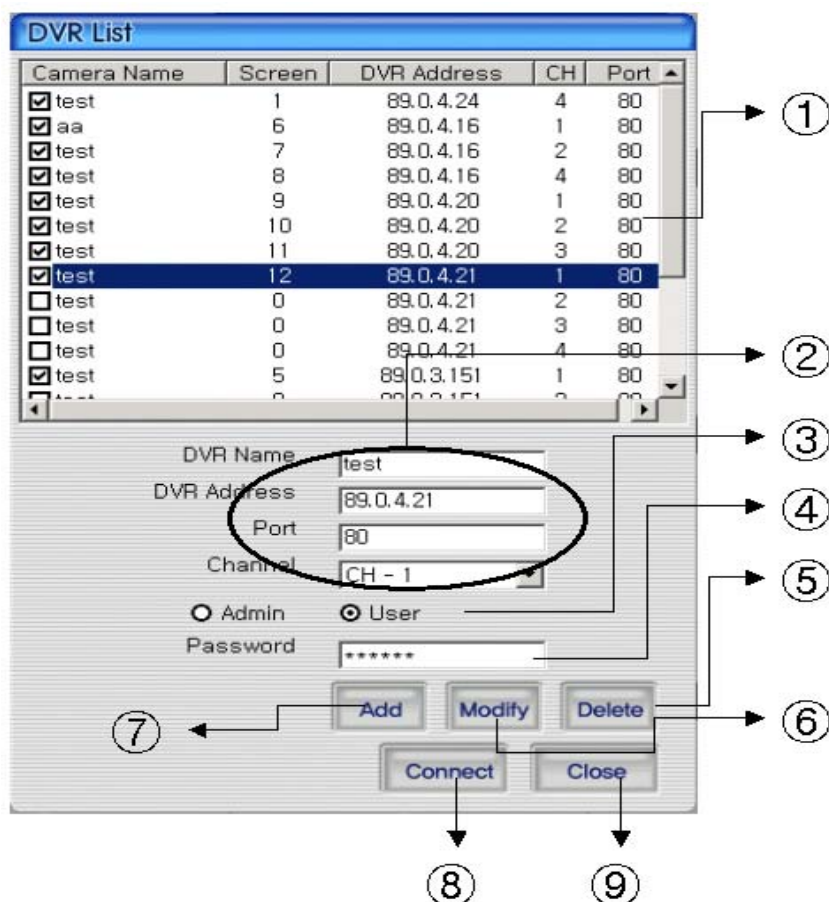 DVR List
Camera Name Screen DVR Address CH Port
test 1 89.0.4.24 4 80
aa 6 89.0.4.16 1 80
test 7 89.0.4.16 2 80
test 8 89.0.4.16 4 80
test 9 89.0.4.20 1 80
test 10 89.0.4.20 2 80
test 11 89.0.4.20 3 80
test 12 89.0.4.21 1 80
test 0 89.0.4.21 2 80
test 0 89.0.4.21 3 80
test 0 89.0.4.21 4 80
test 5 89.0.3.151 1 80
①
②
DVR Name test
③
DVR Address 89.0.4.21
④
Port 80
Channel CH - 1
⑤
Admin User
Password ******
Add Modify Delete
⑥
⑦
Connect Close
⑧ ⑨